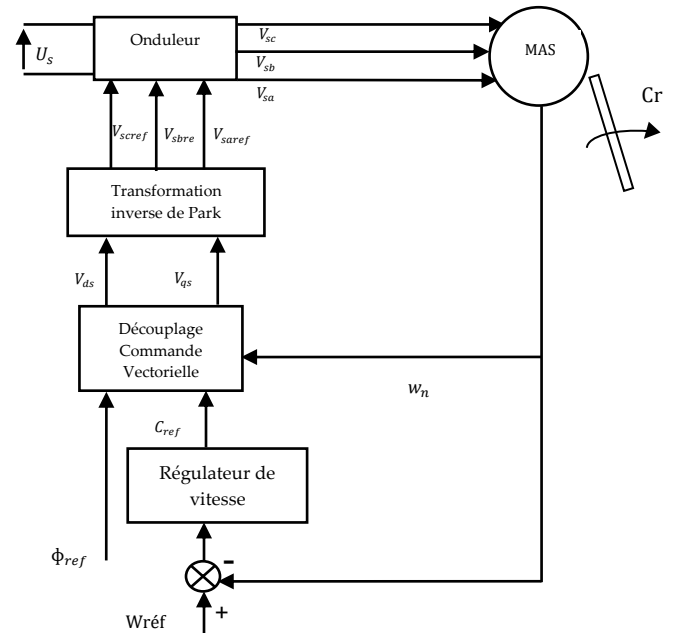 Onduleur
MAS
U_s
V_sc
V_sb
V_sa
Cr
V_scref
V_sbre
V_saref
Transformation
inverse de Park
V_ds
V_qs
Découplage
Commande
Vectorielle
w_n
C_ref
Régulateur de
vitesse
ϕ_ref
-
+
Wréf